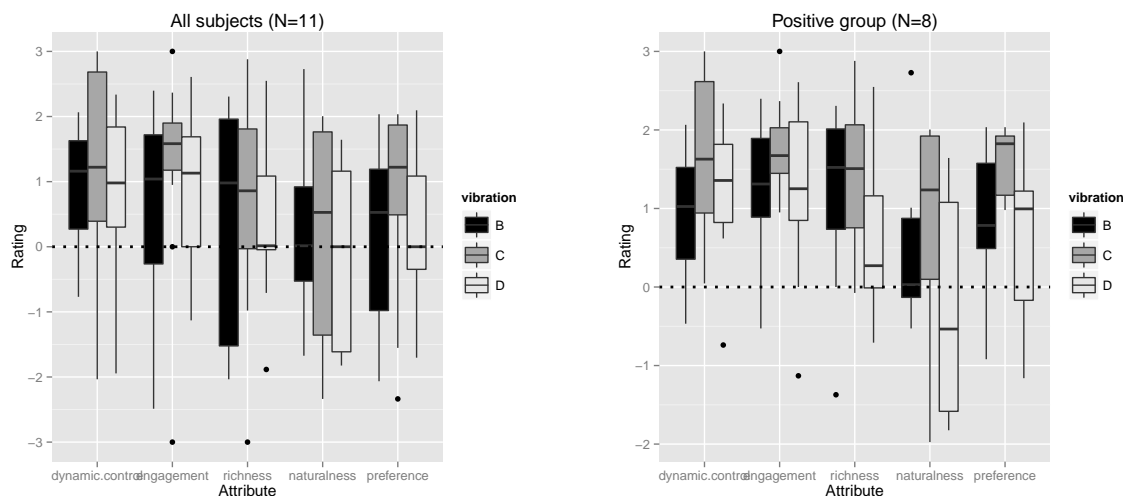 All subjects (N=11)
3
2
1
0
−1
−2
−3
Rating
dynamic.control engagement richness naturalness preference
Attribute
vibration
B
C
D
Positive group (N=8)
3
2
1
0
−1
−2
Rating
dynamic.control engagement richness naturalness preference
Attribute
vibration
B
C
D